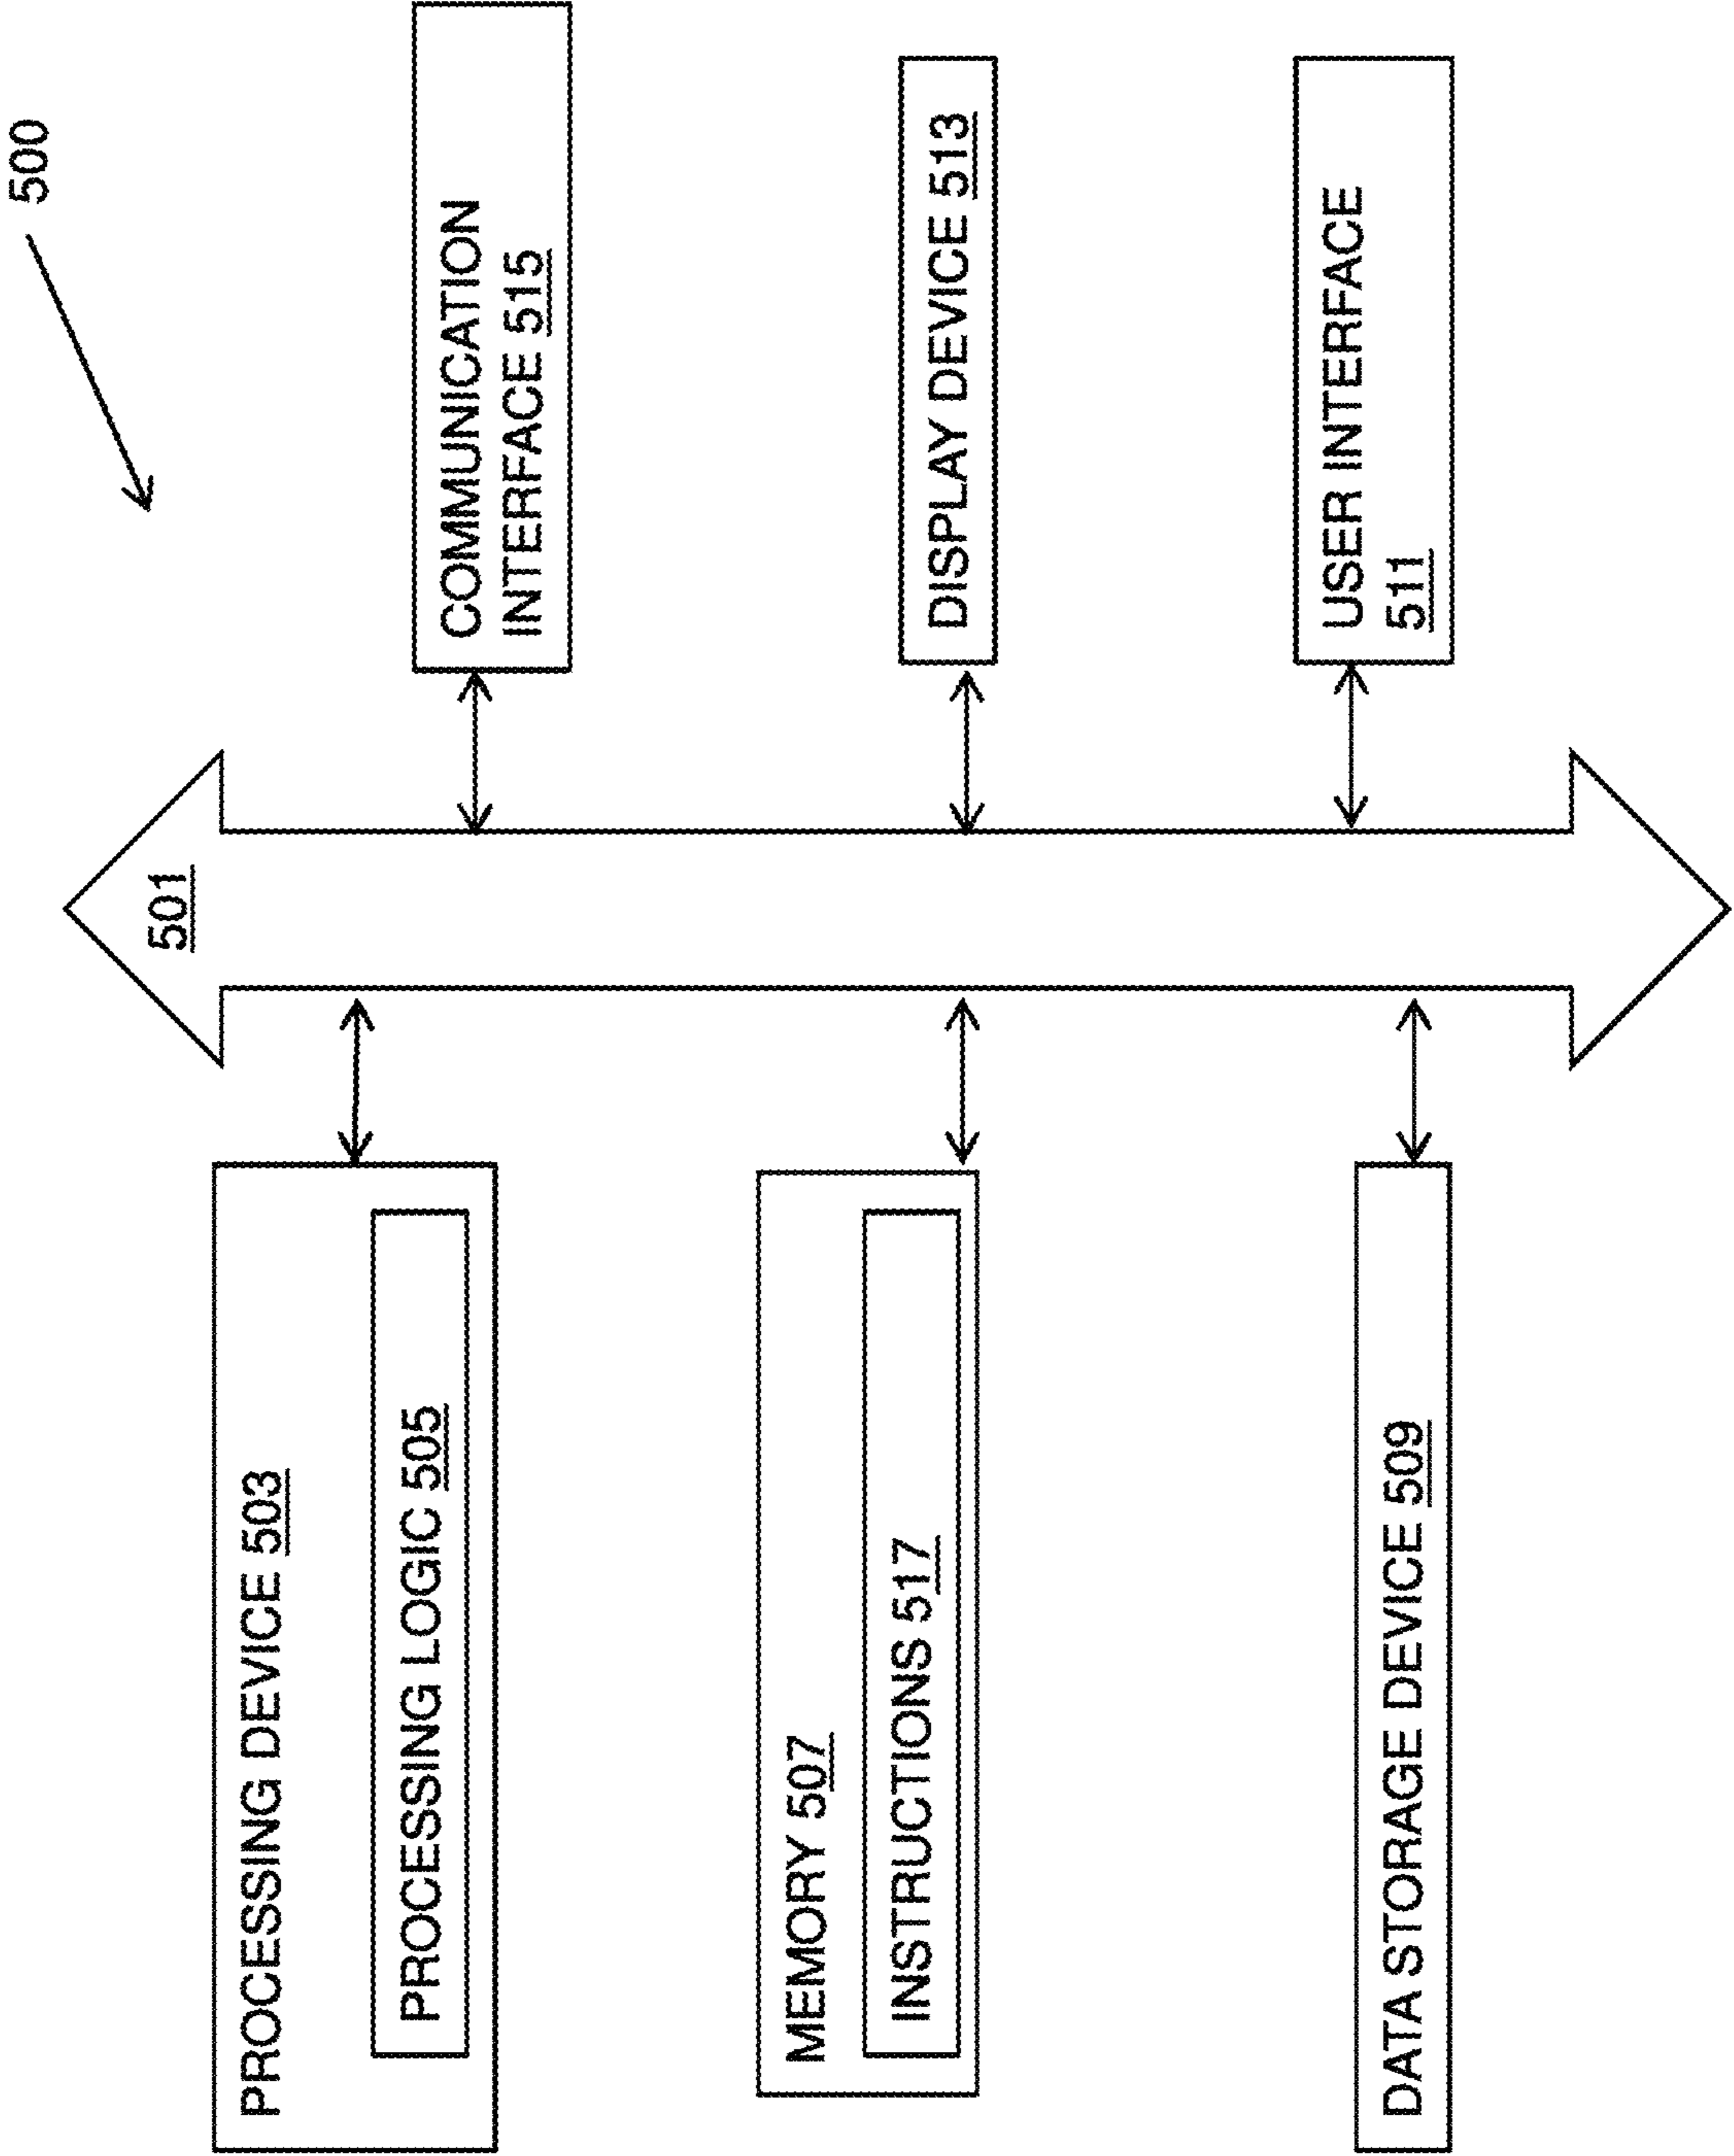 500
501
PROCESSING DEVICE 503
PROCESSING LOGIC 505
MEMORY 507
INSTRUCTIONS 517
DATA STORAGE DEVICE 509
COMMUNICATION
INTERFACE 515
DISPLAY DEVICE 513
USER INTERFACE
511